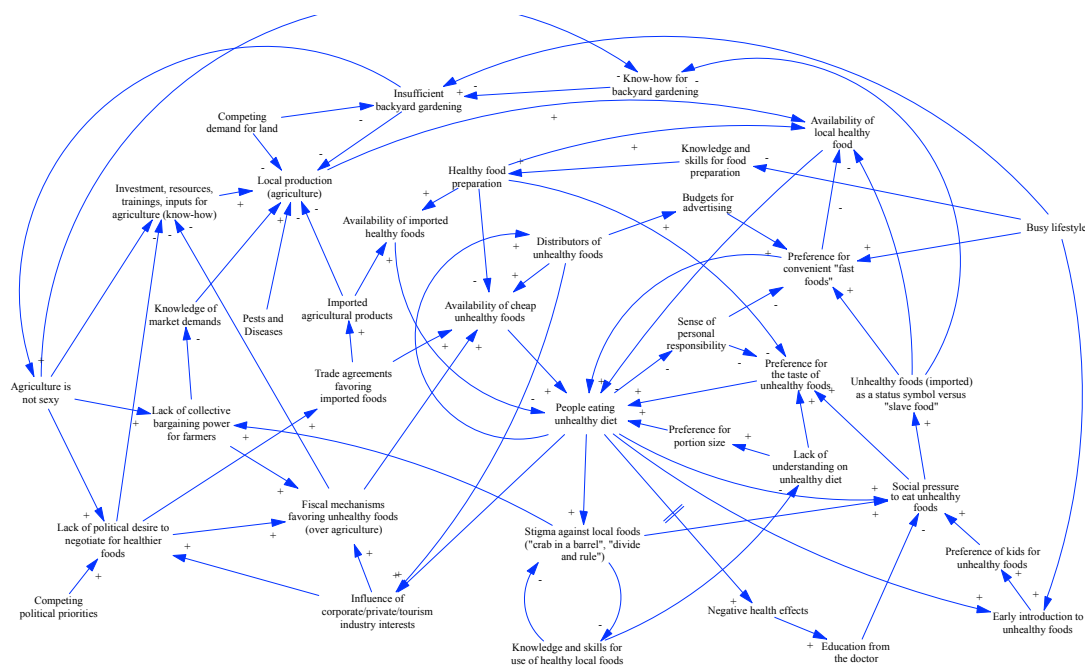 Know-how for
backyard gardening
Insufficient
backyard gardening
Competing
demand for land
Availability of
local healthy
food
Knowledge and
skills for food
preparation
Healthy food
preparation
Local production
(agriculture)
Investment, resources,
trainings, inputs for
agriculture (know-how)
Budgets for
advertising
Availability of imported
healthy foods
Busy lifestyle
Distributors of
unhealthy foods
Preference for
convenient "fast
foods"
Knowledge of
market demands
Pests and
Diseases
Imported
agricultural products
Availability of cheap
unhealthy foods
Sense of
personal
responsibility
Trade agreements
favoring
imported foods
Preference for
the taste of
unhealthy foods
Unhealthy foods (imported)
as a status symbol versus
"slave food"
Agriculture is
not sexy
Lack of collective
bargaining power
for farmers
People eating
unhealthy diet
Preference for
portion size
Lack of
understanding on
unhealthy diet
Social pressure
to eat unhealthy
foods
Fiscal mechanisms
favoring unhealthy foods
(over agriculture)
Lack of political desire to
negotiate for healthier
foods
Stigma against local foods
("crab in a barrel", "divide
and rule")
Preference of kids for
unhealthy foods
Competing
political priorities
Influence of
corporate/private/tourism
industry interests
Negative health effects
Early introduction to
unhealthy foods
Knowledge and skills for
use of healthy local foods
Education from
the doctor